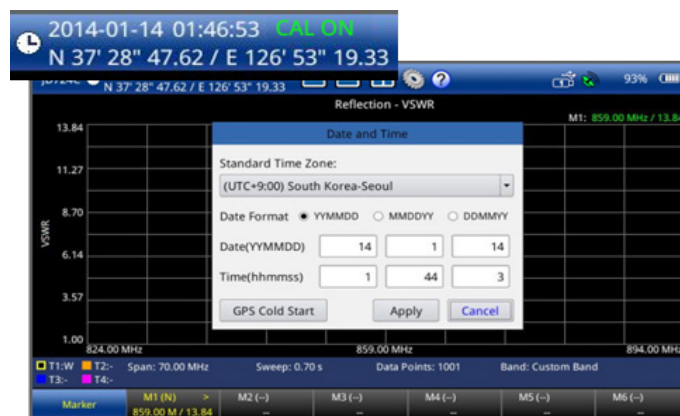 2014-01-14 01:46:53 CAL ON
N 37' 28" 47.62 / E 126' 53" 19.33
JD724C
N 37' 28" 47.62 / E 126' 53" 19.33
93%
Reflection - VSWR
M1: 859.00 MHz / 13.84
13.84
11.27
8.70
6.14
3.57
1.00
VSWR
Date and Time
Standard Time Zone:
(UTC+9:00) South Korea-Seoul
Date Format YYMMDD MMDDYY DDMMYY
Date(YYMMDD) 14 1 14
Time(hhmmss) 1 44 3
GPS Cold Start Apply Cancel
824.00 MHz 859.00 MHz 894.00 MHz
T1:W T2:- Span: 70.00 MHz Sweep: 0.70 s Data Points: 1001 Band: Custom Band
T3:- T4:-
Marker M1 (N) > M2 (--) M3 (--) M4 (--) M5 (--) M6 (--)
859.00 M / 13.84 -- -- -- -- --